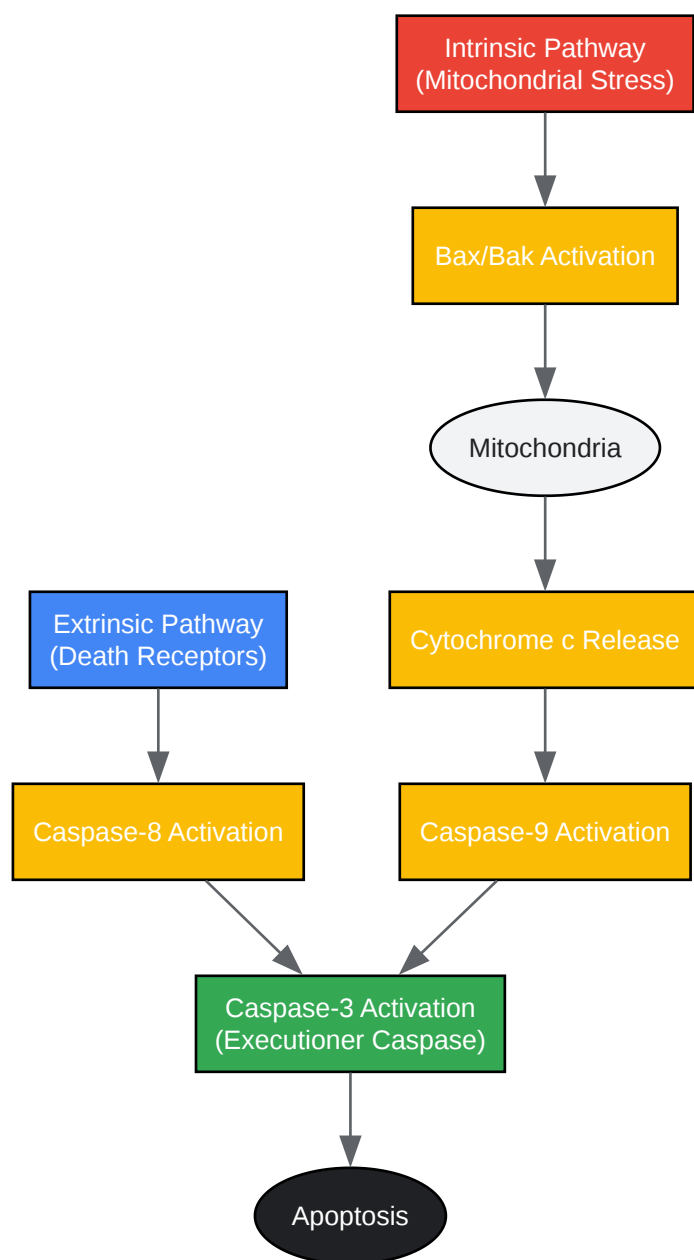 Intrinsic Pathway
(Mitochondrial Stress)
Bax/Bak Activation
Mitochondria
Extrinsic Pathway
(Death Receptors)
Cytochrome c Release
Caspase-8 Activation
Caspase-9 Activation
Caspase-3 Activation
(Executioner Caspase)
Apoptosis